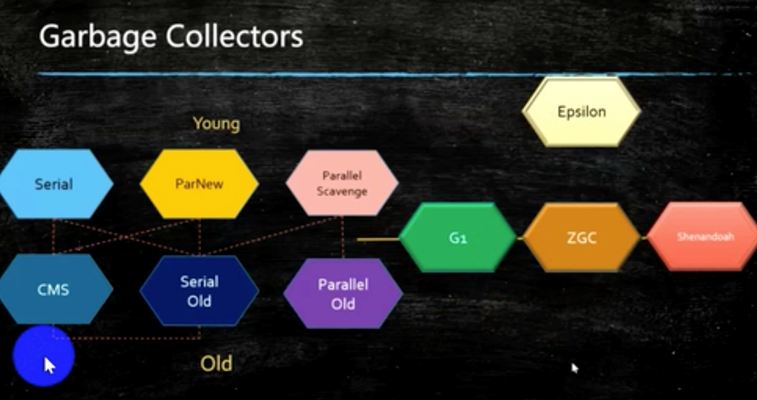 Garbage Collectors
Epsilon
Young
Serial
ParNew
Parallel
Scavenge
G1
ZGC
Shenandoah
CMS
Serial
Old
Parallel
Old
Old